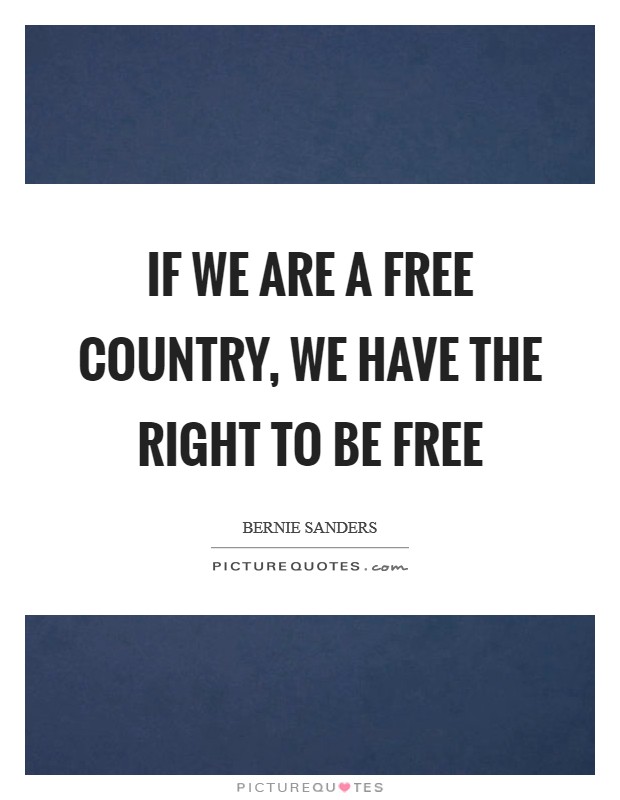 IF WE ARE A FREE
COUNTRY, WE HAVE THE
RIGHT TO BE FREE
BERNIE SANDERS
PICTUREQUOTES.com
PICTUREQUOTES